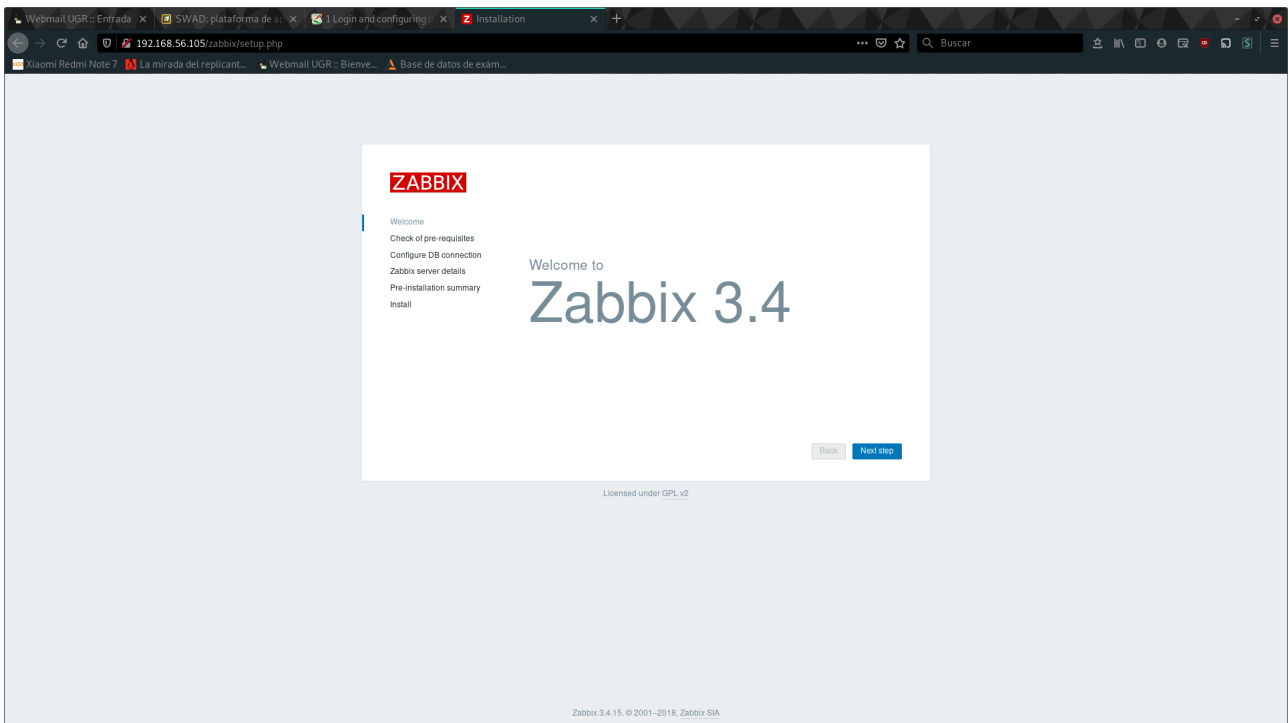 Webmail UGR :: Entrada
SWAD: plataforma de ap
1 Login and configuring
Z Installation
192.168.56.105/zabbix/setup.php
Buscar
Xiaomi Redmi Note 7
La mirada del replicant...
Webmail UGR :: Bienve...
Base de datos de exám...
ZABBIX
Welcome
Check of pre-requisites
Configure DB connection
Zabbix server details
Pre-installation summary
Install
Welcome to
Zabbix 3.4
Back
Next step
Licensed under GPL v2
Zabbix 3.4.15. © 2001–2018, Zabbix SIA